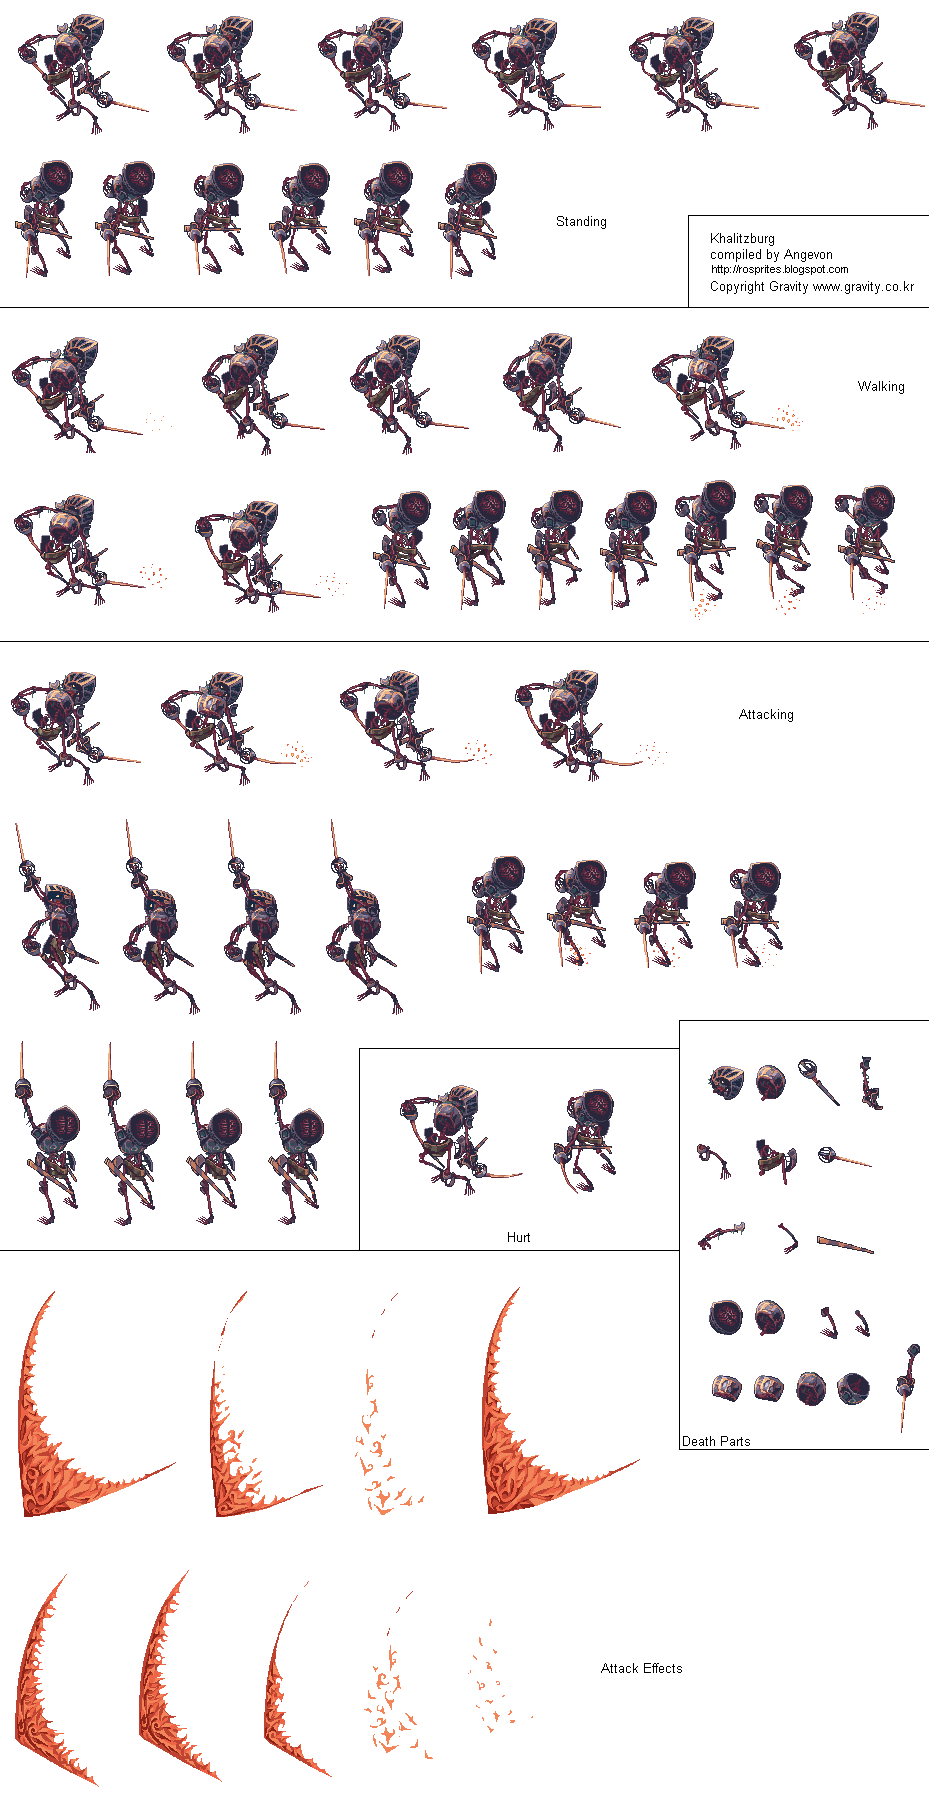 Standing
Khalitzburg
compiled by Angevon
http://rosprites.blogspot.com
Copyright Gravity www.gravity.co.kr
Walking
Attacking
Hurt
Death Parts
Attack Effects